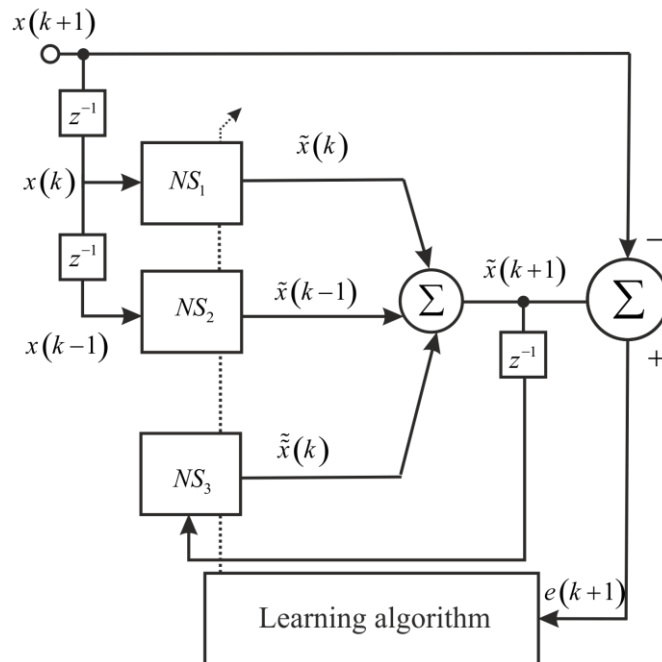 x(k+1)
z⁻¹
x̃(k)
x(k)
NS₁
z⁻¹
−
x̃(k−1)
x̃(k+1)
NS₂
Σ
Σ
x(k−1)
z⁻¹
+
x̃̃(k)
NS₃
e(k+1)
Learning algorithm